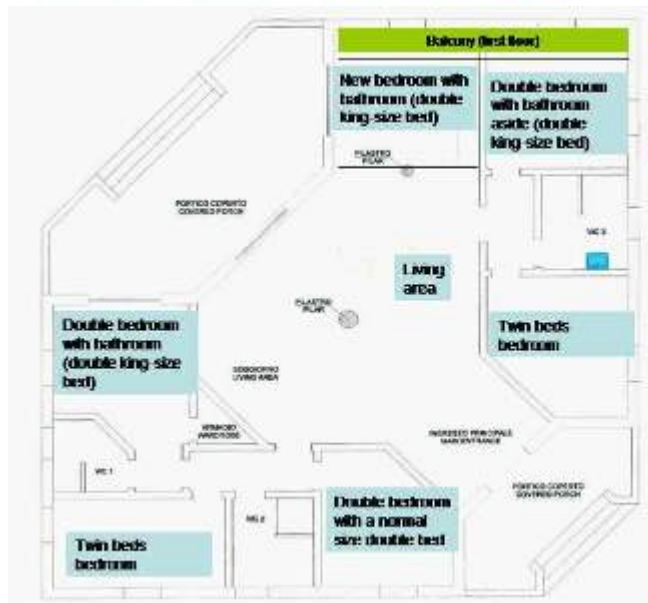 Balcony (first floor)
New bedroom with
bathroom (double
king-size bed)
Double bedroom
with bathroom
aside (double
king-size bed)
PILASTRO
PILAR
PORTICO COPERTO
COVERED PORCH
WC 3
Living
area
PILASTRO
PILAR
Double bedroom
with bathroom
(double king-size
bed)
Twin beds
bedroom
SOGGIORNO
LIVING AREA
WARDROBE
INGRESSO PRINCIPALE
MAIN ENTRANCE
WC 1
PORTICO COPERTO
COVERED PORCH
Double bedroom
with a normal
size double bed
WC 2
Twin beds
bedroom